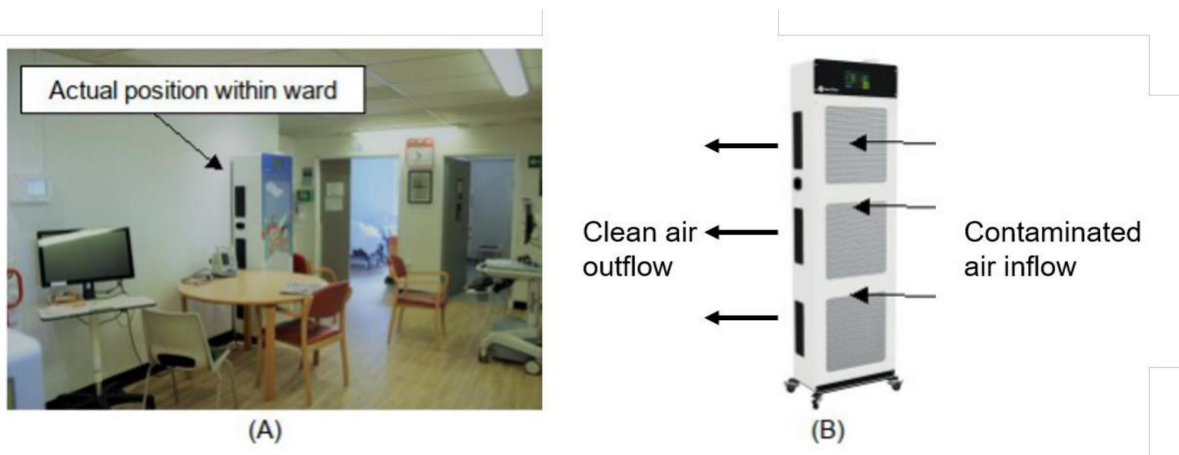 Actual position within ward
Clean air
outflow
Contaminated
air inflow
(A)
(B)